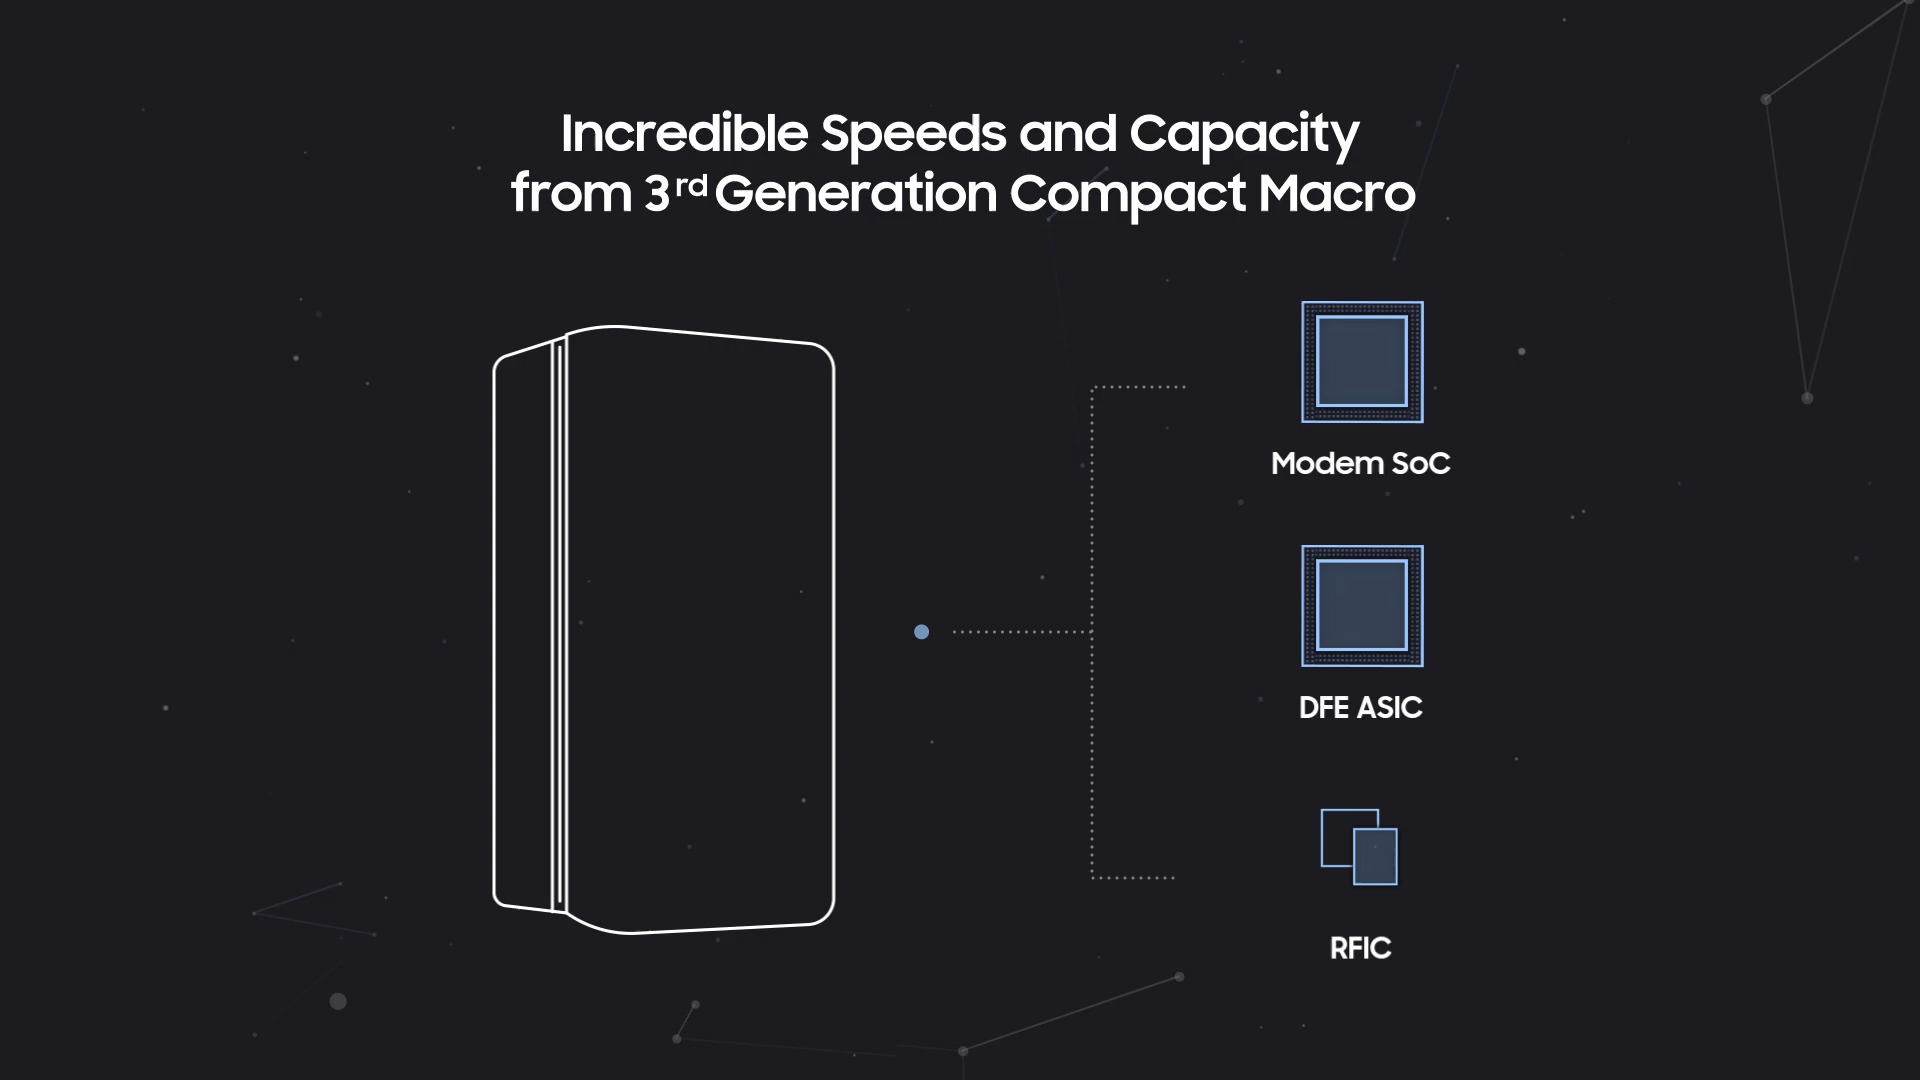 Incredible Speeds and Capacity
from 3rd Generation Compact Macro
Modem SoC
DFE ASIC
RFIC